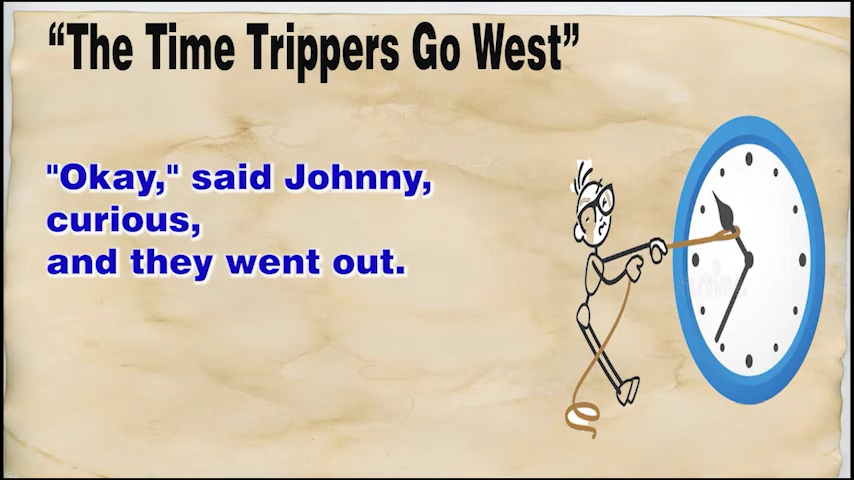 “The Time Trippers Go West”
"Okay," said Johnny,
curious,
and they went out.